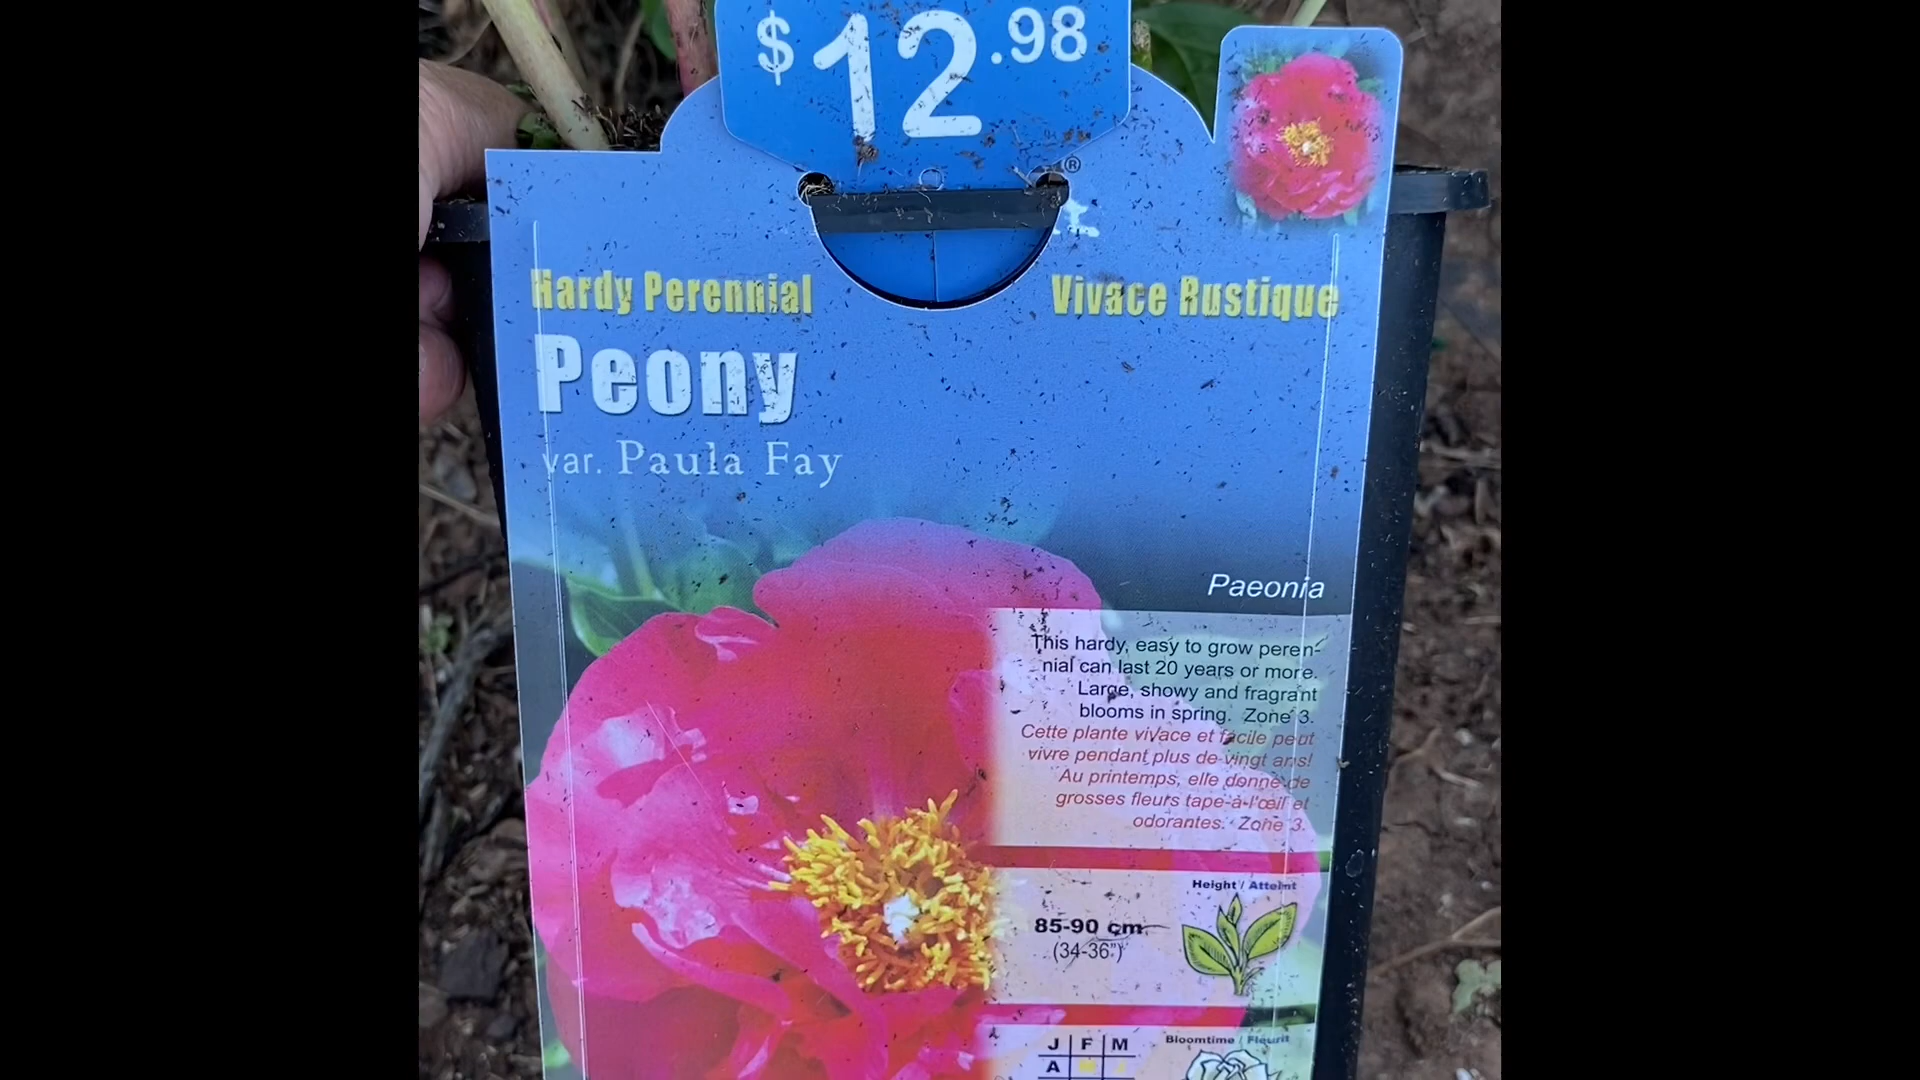 $12.98
®
Hardy Perennial
Vivace Rustique
Peony
var. Paula Fay
Paeonia
This hardy, easy to grow peren-
nial can last 20 years or more.
Large, showy and fragrant
blooms in spring. Zone 3.
Cette plante vivace et facile peut
vivre pendant plus de vingt ans!
Au printemps, elle donne de
grosses fleurs tape-à-l'œil et
odorantes. Zone 3.
Height / Atteint
85-90 cm
(34-36")
Bloomtime / Fleurit
J F M
A M J